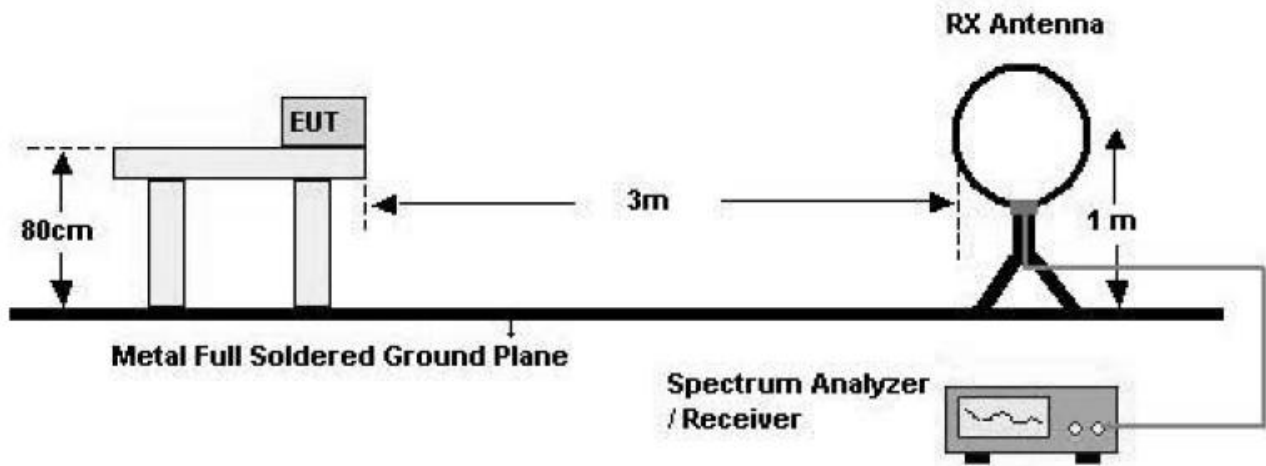 RX Antenna
EUT
80cm
3m
1 m
Metal Full Soldered Ground Plane
Spectrum Analyzer
/ Receiver